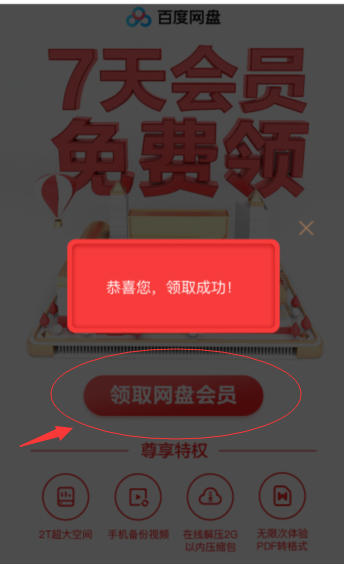 百度网盘
7天会员
免费领
恭喜您，领取成功！
领取网盘会员
尊享特权
2T超大空间
手机备份视频
在线解压2G
以内压缩包
无限次体验
PDF转格式